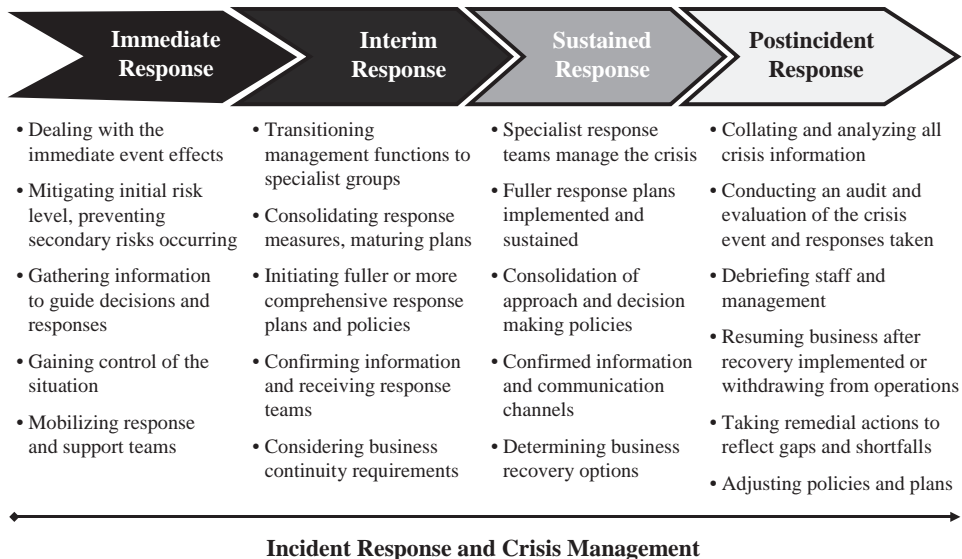 Immediate
Response
Interim
Response
Sustained
Response
Postincident
Response
• Dealing with the
immediate event effects
• Mitigating initial risk
level, preventing
secondary risks occurring
• Gathering information
to guide decisions and
responses
• Gaining control of the
situation
• Mobilizing response
and support teams
• Transitioning
management functions to
specialist groups
• Consolidating response
measures, maturing plans
• Initiating fuller or more
comprehensive response
plans and policies
• Confirming information
and receiving response
teams
• Considering business
continuity requirements
• Specialist response
teams manage the crisis
• Fuller response plans
implemented and
sustained
• Consolidation of
approach and decision
making policies
• Confirmed information
and communication
channels
• Determining business
recovery options
• Collating and analyzing all
crisis information
• Conducting an audit and
evaluation of the crisis
event and responses taken
• Debriefing staff and
management
• Resuming business after
recovery implemented or
withdrawing from operations
• Taking remedial actions to
reflect gaps and shortfalls
• Adjusting policies and plans
Incident Response and Crisis Management